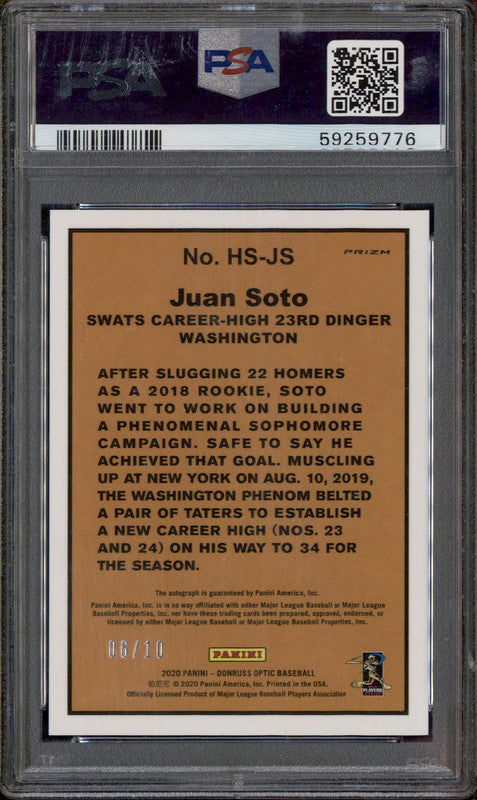 PSA
PSA
59259776
No. HS-JS
PRIZM
Juan Soto
SWATS CAREER-HIGH 23RD DINGER
WASHINGTON
AFTER SLUGGING 22 HOMERS
AS A 2018 ROOKIE, SOTO
WENT TO WORK ON BUILDING
A PHENOMENAL SOPHOMORE
CAMPAIGN. SAFE TO SAY HE
ACHIEVED THAT GOAL. MUSCLING
UP AT NEW YORK ON AUG. 10, 2019,
THE WASHINGTON PHENOM BELTED
A PAIR OF TATERS TO ESTABLISH
A NEW CAREER HIGH (NOS. 23
AND 24) ON HIS WAY TO 34 FOR
THE SEASON.
The autograph is guaranteed by Panini America, Inc.
Panini America, Inc. is in no way affiliated with either Major League Baseball or Major League
Baseball Properties, Inc. nor have these trading cards been prepared, approved, endorsed, or
licensed by either Major League Baseball or Major League Baseball Properties, Inc.
06/10
PANINI
2020 PANINI – DONRUSS OPTIC BASEBALL
© 2020 Panini America, Inc. Printed in the USA.
Officially Licensed Product of Major League Baseball Players Association
PLAYERS